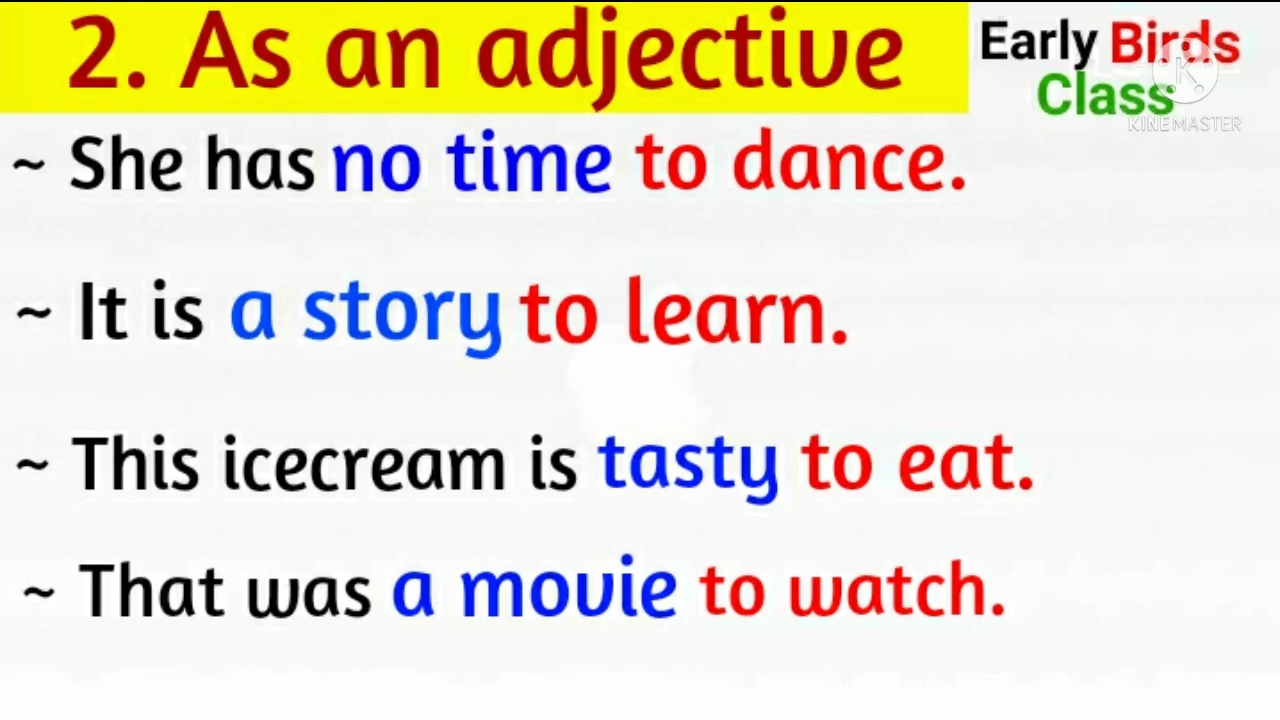 2. As an adjective
Early Birds
Class
KINEMASTER
~ She has no time to dance.
~ It is a story to learn.
~ This icecream is tasty to eat.
~ That was a movie to watch.